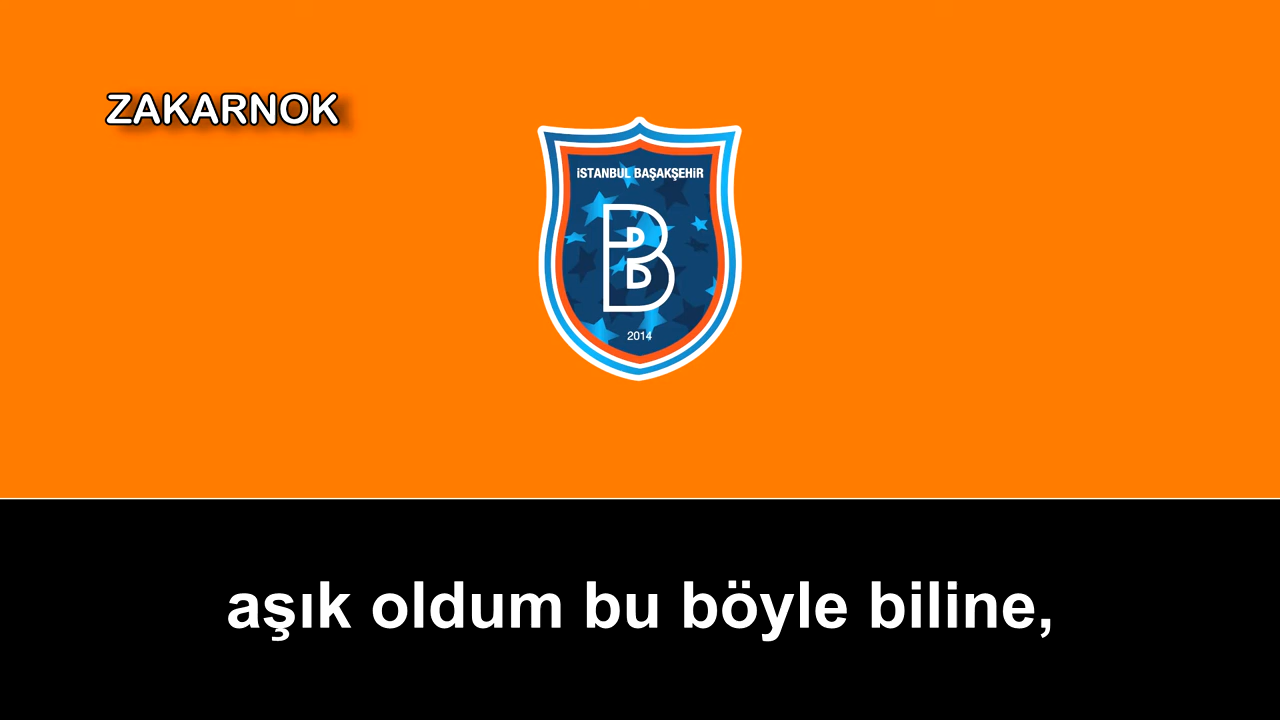 ZAKARNOK
İSTANBUL BAŞAKŞEHİR
B
2014
aşık oldum bu böyle biline,